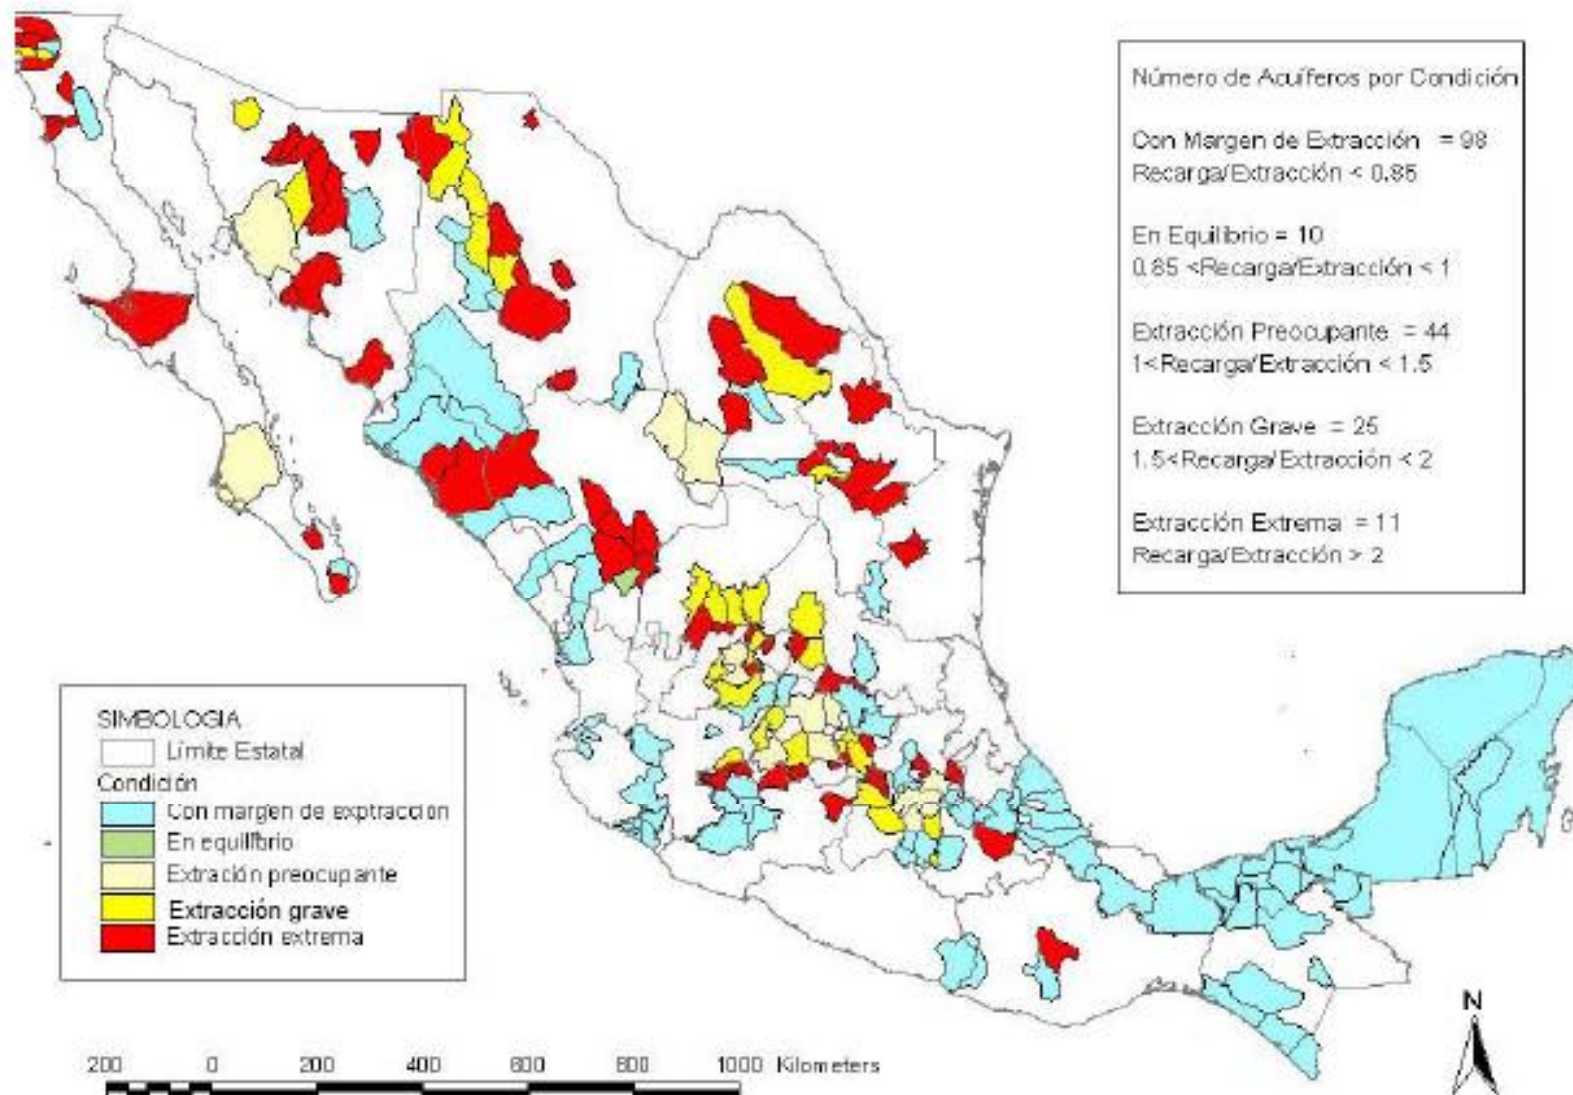 Número de Acuíferos por Condición
Con Margen de Extracción = 98
Recarga/Extracción < 0.85
En Equilibrio = 10
0.85 <Recarga/Extracción < 1
Extracción Preocupante = 44
1<Recarga/Extracción < 1.5
Extracción Grave = 25
1.5<Recarga/Extracción < 2
Extracción Extrema = 11
Recarga/Extracción > 2
SIMBOLOGIA
Límite Estatal
Condición
Con margen de exptracción
En equilíbrio
Extración preocupante
Extracción grave
Extracción extrema
N
200 0 200 400 600 800 1000 Kilometers